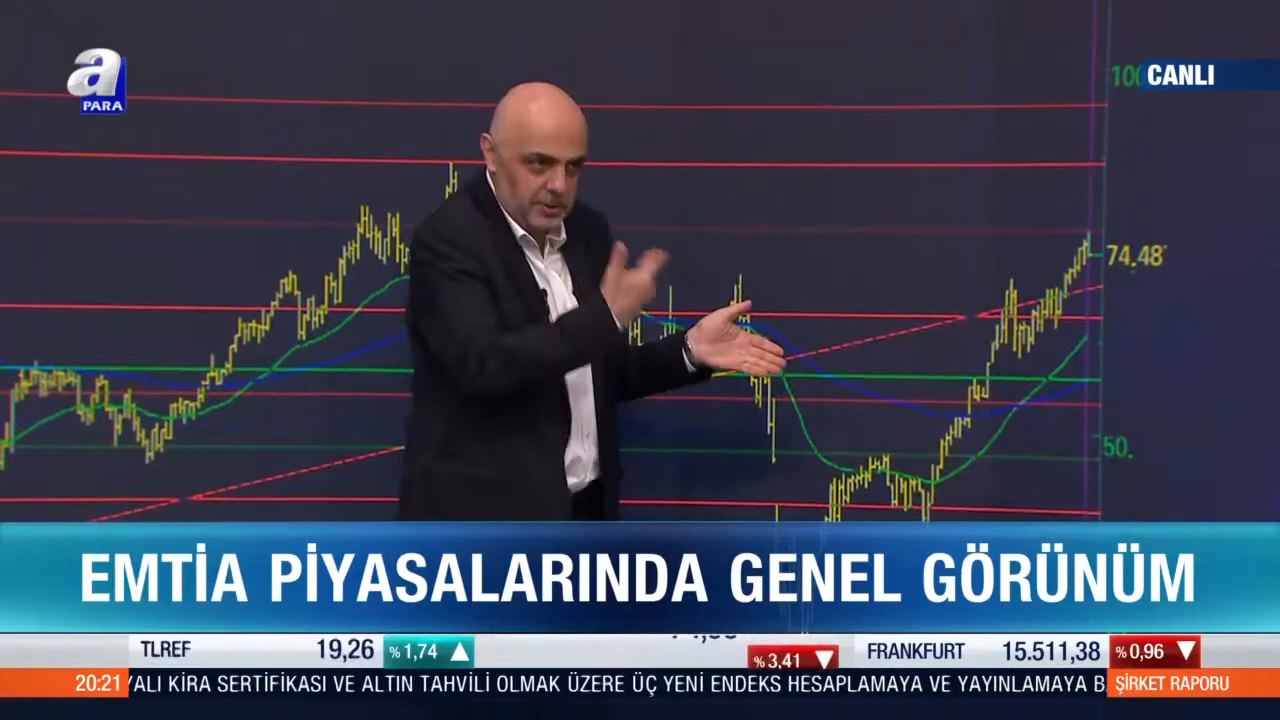 a
PARA
CANLI
74.48
50.
EMTİA PİYASALARINDA GENEL GÖRÜNÜM
TLREF 19,26 %1,74 %3,41 FRANKFURT 15.511,38 %0,96
20:21 YALI KİRA SERTİFİKASI VE ALTIN TAHVİLİ OLMAK ÜZERE ÜÇ YENİ ENDEKS HESAPLAMAYA VE YAYINLAMAYA ŞİRKET RAPORU